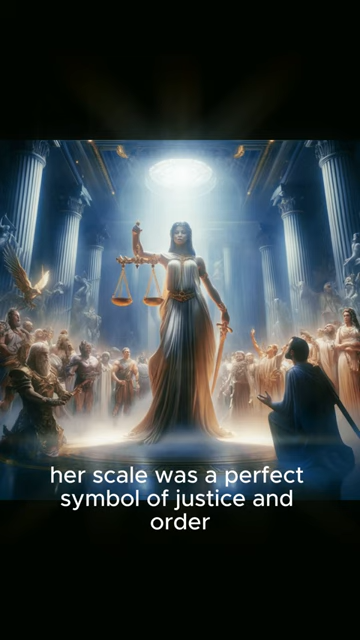 her scale was a perfect
symbol of justice and
order